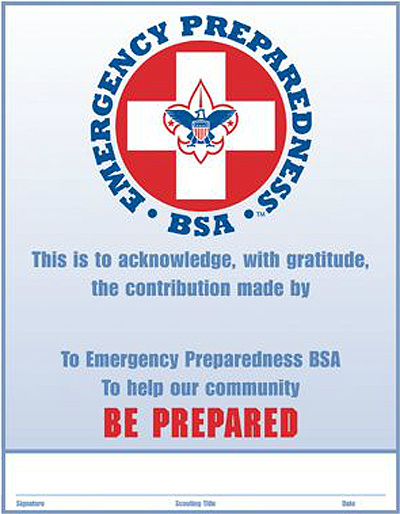 EMERGENCY PREPAREDNESS
• BSA • ™
This is to acknowledge, with gratitude,
the contribution made by
To Emergency Preparedness BSA
To help our community
BE PREPARED
Signature Scouting Title Date